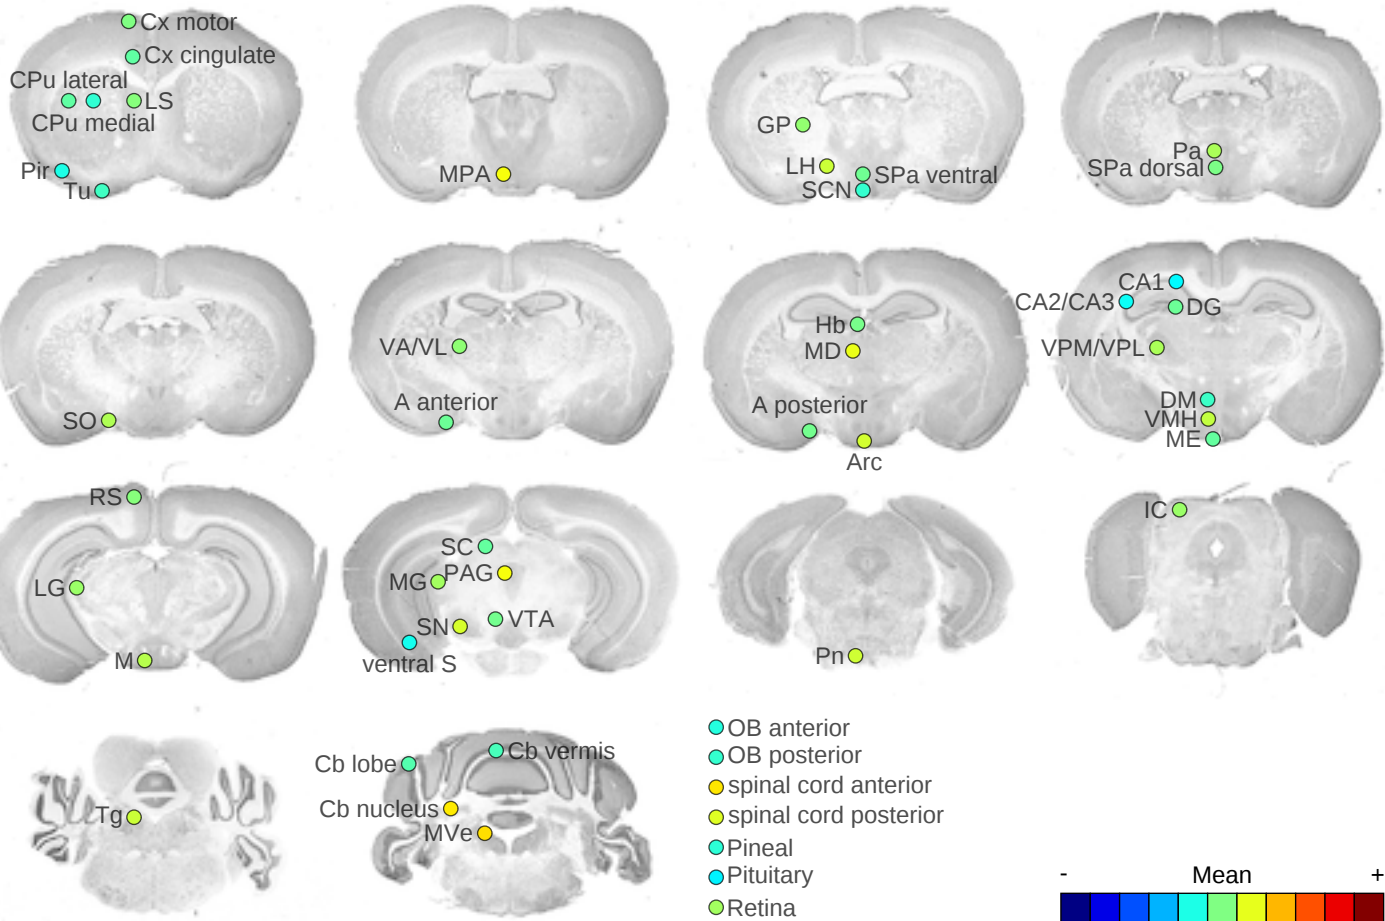 Cx motor
Cx cingulate
CPu lateral
LS
CPu medial
Pir
Tu
MPA
GP
LH
SPa ventral
SCN
Pa
SPa dorsal
SO
VA/VL
A anterior
Hb
MD
A posterior
Arc
CA1
CA2/CA3
DG
VPM/VPL
DM
VMH
ME
RS
LG
M
SC
MG
PAG
SN
VTA
ventral S
Pn
IC
Tg
Cb lobe
Cb vermis
Cb nucleus
MVe
OB anterior
OB posterior
spinal cord anterior
spinal cord posterior
Pineal
Pituitary
Retina
- Mean +